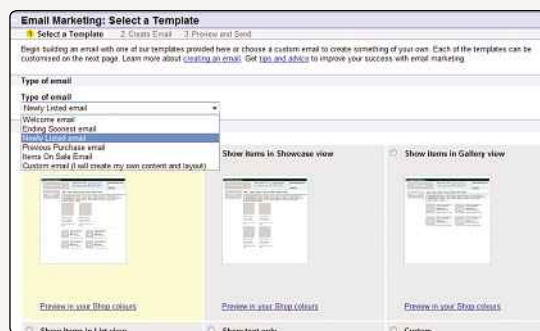 Email Marketing: Select a Template
1 Select a Template 2. Create Email 3. Preview and Send
Begin building an email with one of our templates provided here or choose a custom email to create something of your own. Each of the templates can be
customised on the next page. Learn more about creating an email. Get tips and advice to improve your success with email marketing.
Type of email
Type of email
Newly Listed email
Welcome email
Ending Soonest email
Newly Listed email
Previous Purchase email
Items On Sale Email
Custom email (I will create my own content and layout)
Show Items in Showcase view
Show Items in Gallery view
Preview in your Shop colours
Preview in your Shop colours
Preview in your Shop colours
Show Items in List view
Show text only
Custom